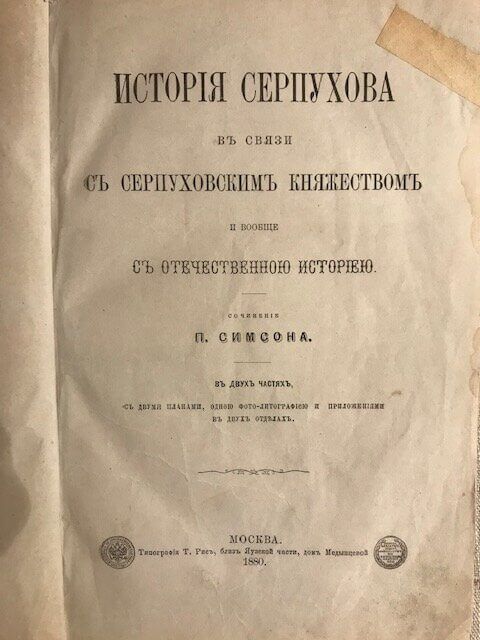 ИСТОРІЯ СЕРПУХОВА
ВЪ СВЯЗИ
СЪ СЕРПУХОВСКИМЪ КНЯЖЕСТВОМЪ
И ВООБЩЕ
СЪ ОТЕЧЕСТВЕННОЮ ИСТОРІЕЮ.
СОЧИНЕНІЕ
П. СИМСОНА.
ВЪ ДВУХЪ ЧАСТЯХЪ,
СЪ ДВУМЯ ПЛАНАМИ, ОДНОЮ ФОТО-ЛИТОГРАФІЕЮ И ПРИЛОЖЕНІЯМИ
ВЪ ДВУХЪ ОТДѢЛАХЪ.
МОСКВА.
Типографія Т. Рисъ, близъ Яузской части, домъ Медынцевой
1880.